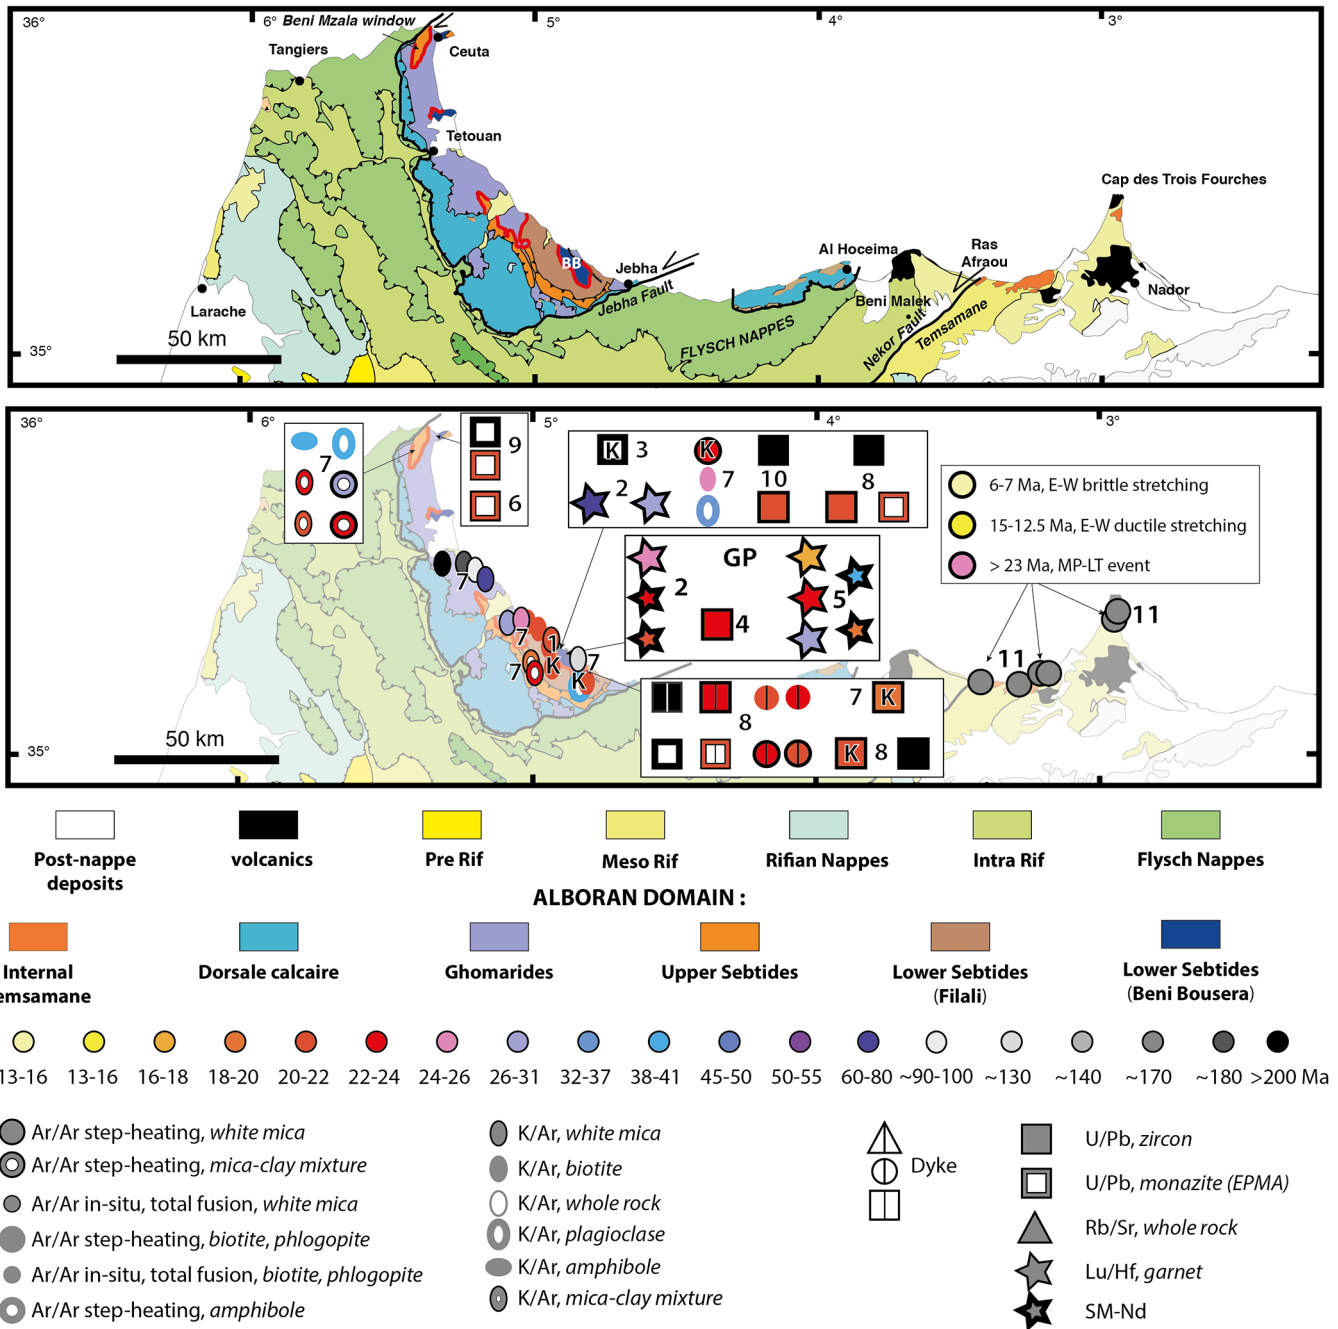 36°
6°
Beni Mzala window
5°
4°
3°
Tangiers
Ceuta
Tetouan
Cap des Trois Fourches
BB
Jebha
Al Hoceima
Ras
Afraou
Larache
Jebha Fault
Beni Malek
Nador
50 km
FLYSCH NAPPES
Nekor Fault
Temsamane
35°
36°
6°
5°
4°
3°
7
9
6
K 3
K
7
10
8
2
6-7 Ma, E-W brittle stretching
15-12.5 Ma, E-W ductile stretching
> 23 Ma, MP-LT event
GP
2
4
5
7
7
7
1
K
7
K
11
11
7 K
8
K 8
50 km
35°
Post-nappe
deposits
volcanics
Pre Rif
Meso Rif
Rifian Nappes
Intra Rif
Flysch Nappes
ALBORAN DOMAIN :
Internal
emsamane
Dorsale calcaire
Ghomarides
Upper Sebtides
Lower Sebtides
(Filali)
Lower Sebtides
(Beni Bousera)
13-16 13-16 16-18 18-20 20-22 22-24 24-26 26-31 32-37 38-41 45-50 50-55 60-80 ~90-100 ~130 ~140 ~170 ~180 >200 Ma
Ar/Ar step-heating, white mica
Ar/Ar step-heating, mica-clay mixture
Ar/Ar in-situ, total fusion, white mica
Ar/Ar step-heating, biotite, phlogopite
Ar/Ar in-situ, total fusion, biotite, phlogopite
Ar/Ar step-heating, amphibole
K/Ar, white mica
K/Ar, biotite
K/Ar, whole rock
K/Ar, plagioclase
K/Ar, amphibole
K/Ar, mica-clay mixture
Dyke
U/Pb, zircon
U/Pb, monazite (EPMA)
Rb/Sr, whole rock
Lu/Hf, garnet
SM-Nd